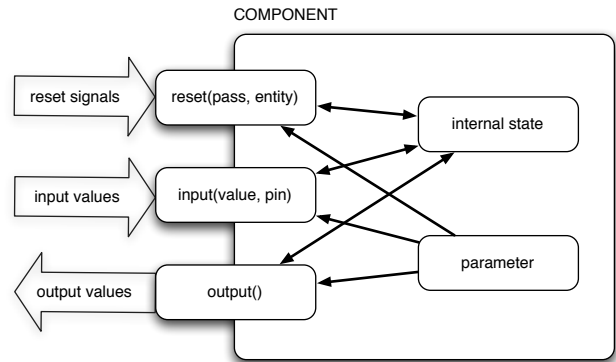 COMPONENT
reset signals
reset(pass, entity)
internal state
input values
input(value, pin)
parameter
output values
output()